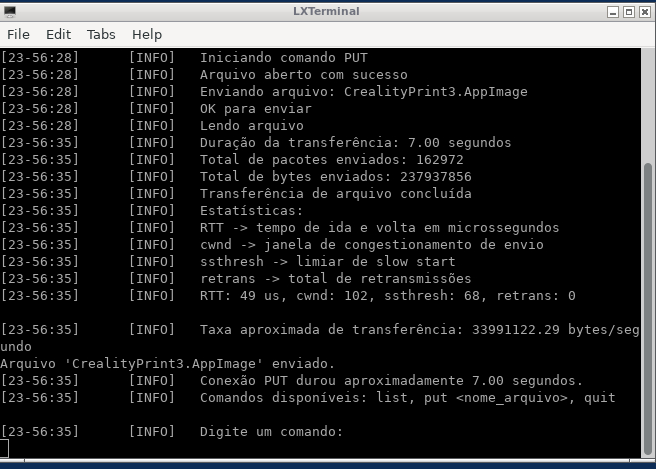 LXTerminal
File Edit Tabs Help
[23-56:28] [INFO] Iniciando comando PUT
[23-56:28] [INFO] Arquivo aberto com sucesso
[23-56:28] [INFO] Enviando arquivo: CrealityPrint3.AppImage
[23-56:28] [INFO] OK para enviar
[23-56:28] [INFO] Lendo arquivo
[23-56:35] [INFO] Duração da transferência: 7.00 segundos
[23-56:35] [INFO] Total de pacotes enviados: 162972
[23-56:35] [INFO] Total de bytes enviados: 237937856
[23-56:35] [INFO] Transferência de arquivo concluída
[23-56:35] [INFO] Estatísticas:
[23-56:35] [INFO] RTT -> tempo de ida e volta em microssegundos
[23-56:35] [INFO] cwnd -> janela de congestionamento de envio
[23-56:35] [INFO] ssthresh -> limiar de slow start
[23-56:35] [INFO] retrans -> total de retransmissões
[23-56:35] [INFO] RTT: 49 us, cwnd: 102, ssthresh: 68, retrans: 0
[23-56:35] [INFO] Taxa aproximada de transferência: 33991122.29 bytes/seg
undo
Arquivo 'CrealityPrint3.AppImage' enviado.
[23-56:35] [INFO] Conexão PUT durou aproximadamente 7.00 segundos.
[23-56:35] [INFO] Comandos disponíveis: list, put <nome_arquivo>, quit
[23-56:35] [INFO] Digite um comando: